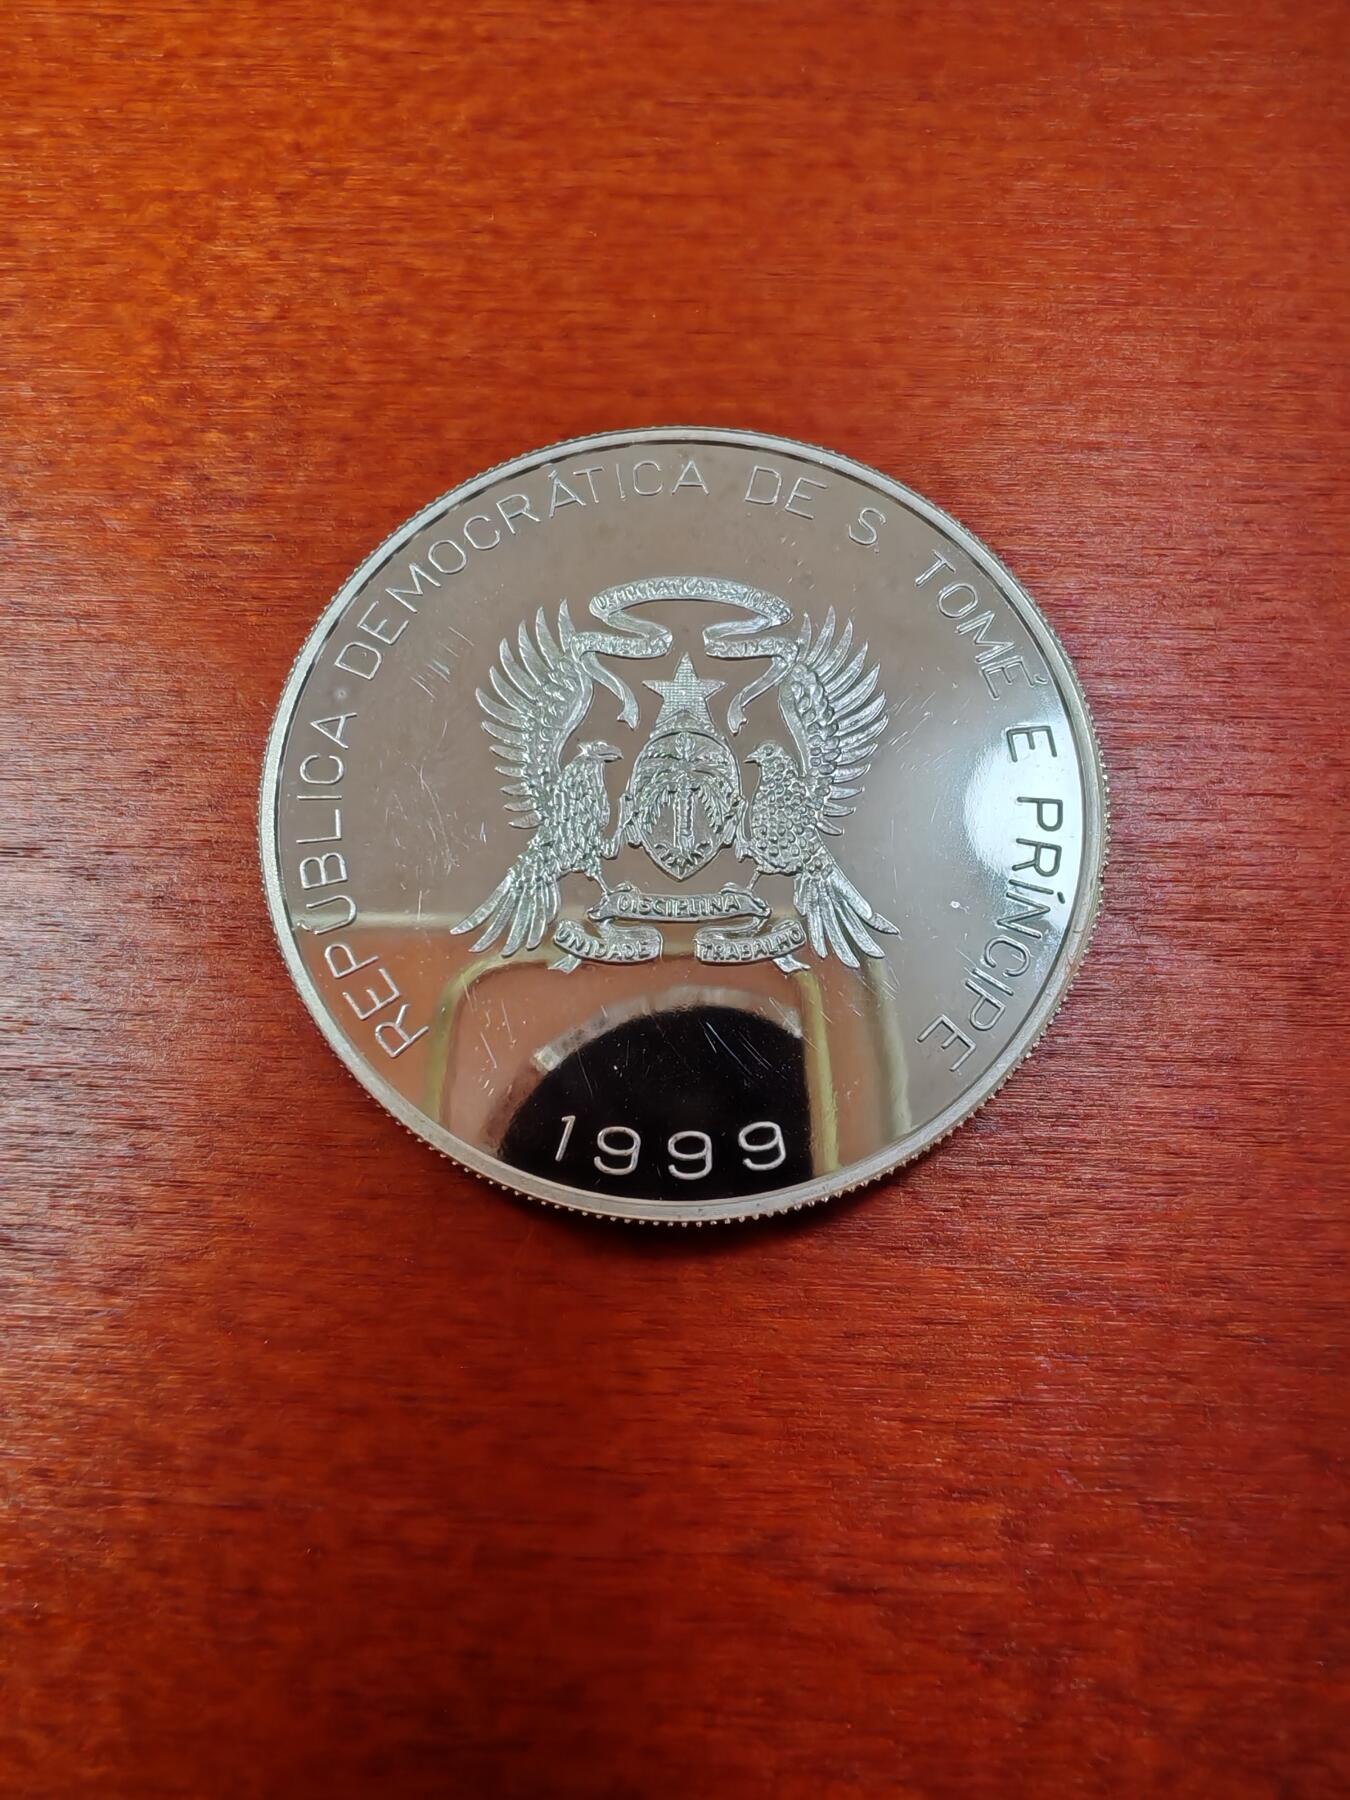 REPÚBLICA DEMOCRÁTICA DE S. TOMÉ E PRÍNCIPE
DISCIPLINA
UNIDADE TRABALHO
1999